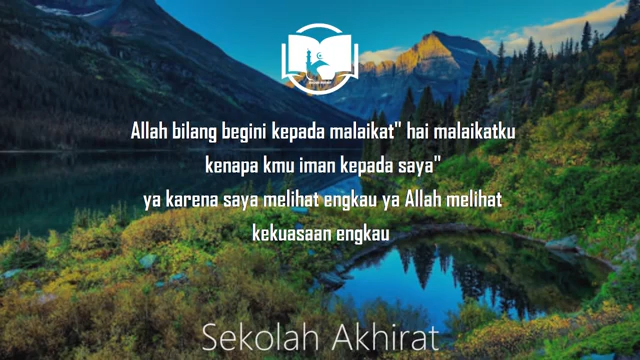 Allah bilang begini kepada malaikat" hai malaikatku
kenapa kmu iman kepada saya"
ya karena saya melihat engkau ya Allah melihat
kekuasaan engkau
Sekolah Akhirat